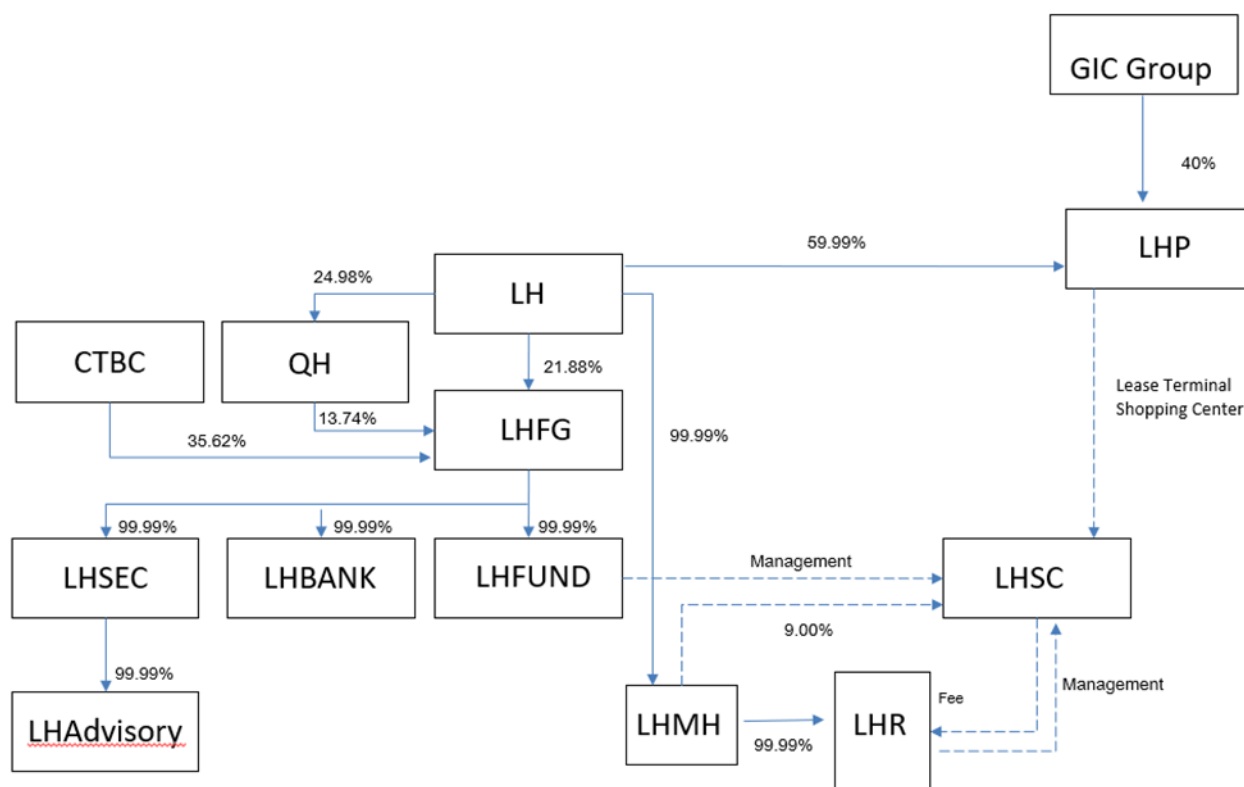 GIC Group
40%
LHP
59.99%
24.98%
LH
CTBC
QH
21.88%
Lease Terminal
Shopping Center
13.74%
LHFG
35.62%
99.99%
99.99%
99.99%
99.99%
LHSEC
LHBANK
LHFUND
Management
LHSC
9.00%
99.99%
LHAdvisory
LHMH
99.99%
LHR
Fee
Management